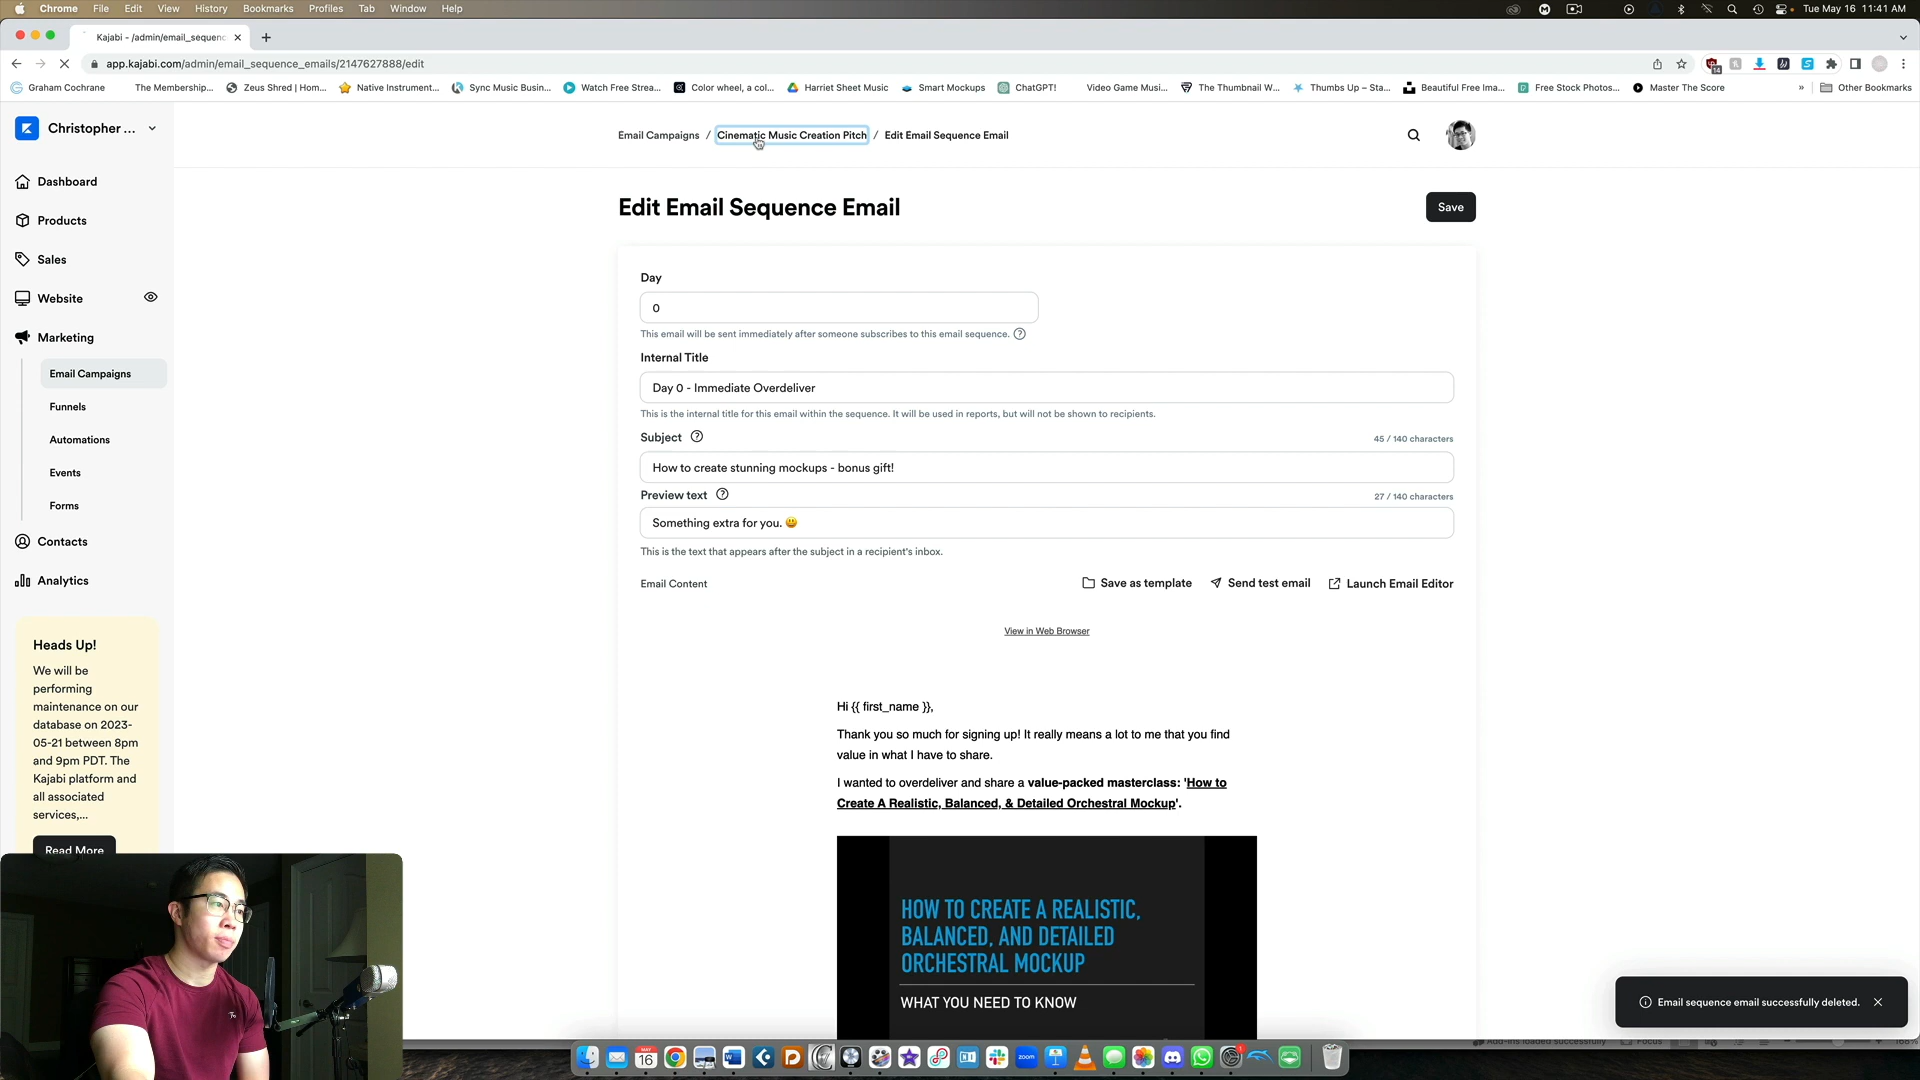 Chrome File Edit View History Bookmarks Profiles Tab Window Help
Tue May 16 11:41 AM
Kajabi - /admin/email_sequenc
app.kajabi.com/admin/email_sequence_emails/2147627888/edit
14
Graham Cochrane The Membership... Zeus Shred | Hom... Native Instrument... Sync Music Busin... Watch Free Strea... Color wheel, a col... Harriet Sheet Music Smart Mockups ChatGPT! Video Game Musi... The Thumbnail W... Thumbs Up – Sta... Beautiful Free Ima... Free Stock Photos... Master The Score » Other Bookmarks
Christopher ...
Email Campaigns / Cinematic Music Creation Pitch / Edit Email Sequence Email
Dashboard
Products
Sales
Website
Marketing
Email Campaigns
Funnels
Automations
Events
Forms
Contacts
Analytics
Heads Up!
We will be
performing
maintenance on our
database on 2023-
05-21 between 8pm
and 9pm PDT. The
Kajabi platform and
all associated
services,...
Read More
Edit Email Sequence Email
Save
Day
0
This email will be sent immediately after someone subscribes to this email sequence.
Internal Title
Day 0 - Immediate Overdeliver
This is the internal title for this email within the sequence. It will be used in reports, but will not be shown to recipients.
Subject
45 / 140 characters
How to create stunning mockups - bonus gift!
Preview text
27 / 140 characters
Something extra for you. 😃
This is the text that appears after the subject in a recipient's inbox.
Email Content
Save as template
Send test email
Launch Email Editor
View in Web Browser
Hi {{ first_name }},
Thank you so much for signing up! It really means a lot to me that you find
value in what I have to share.
I wanted to overdeliver and share a value-packed masterclass: 'How to
Create A Realistic, Balanced, & Detailed Orchestral Mockup'.
HOW TO CREATE A REALISTIC,
BALANCED, AND DETAILED
ORCHESTRAL MOCKUP
WHAT YOU NEED TO KNOW
Email sequence email successfully deleted.
Add-ins loaded successfully
Focus
MAY
16
zoom